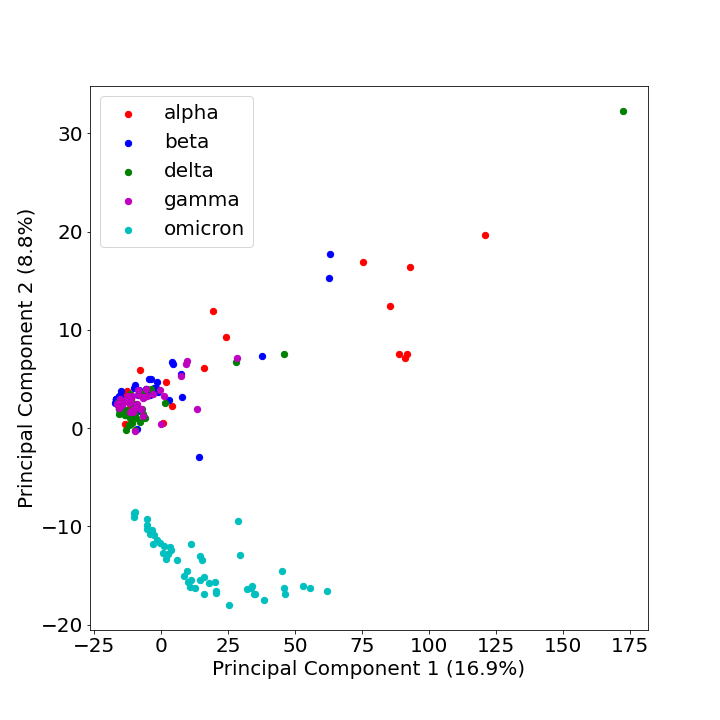 alpha
beta
delta
gamma
omicron
30
20
10
0
−10
−20
Principal Component 2 (8.8%)
−25 0 25 50 75 100 125 150 175
Principal Component 1 (16.9%)